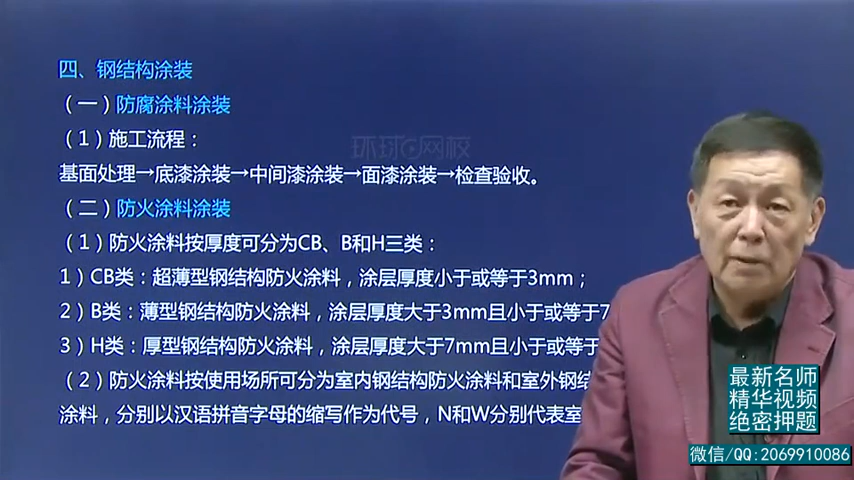 四、钢结构涂装
（一）防腐涂料涂装
（1）施工流程：
环球网校
基面处理→底漆涂装→中间漆涂装→面漆涂装→检查验收。
（二）防火涂料涂装
（1）防火涂料按厚度可分为CB、B和H三类：
1）CB类：超薄型钢结构防火涂料，涂层厚度小于或等于3mm；
2）B类：薄型钢结构防火涂料，涂层厚度大于3mm且小于或等于7
3）H类：厚型钢结构防火涂料，涂层厚度大于7mm且小于或等于
（2）防火涂料按使用场所可分为室内钢结构防火涂料和室外钢结
涂料，分别以汉语拼音字母的缩写作为代号，N和W分别代表室
最新名师
精华视频
绝密押题
微信/QQ:2069910086